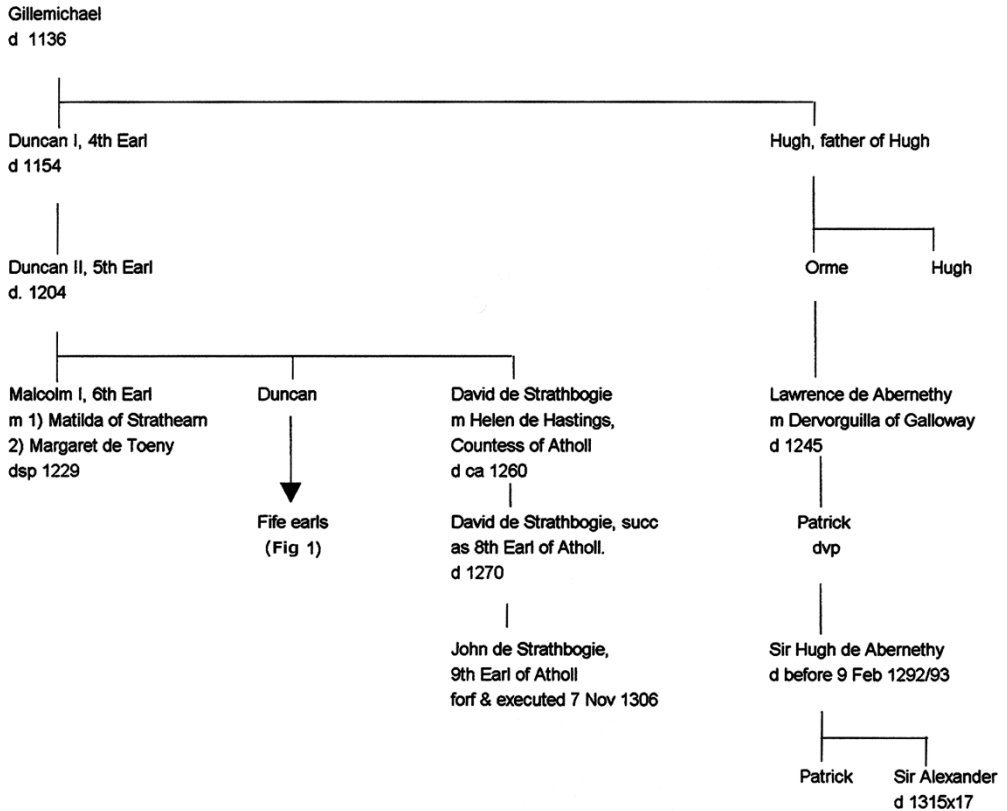 Gillemichael
d 1136
Duncan I, 4th Earl
d 1154
Hugh, father of Hugh
Duncan II, 5th Earl
d. 1204
Orme
Hugh
Malcolm I, 6th Earl
m 1) Matilda of Strathearn
2) Margaret de Toeny
dsp 1229
Duncan
David de Strathbogie
m Helen de Hastings,
Countess of Atholl
d ca 1260
Lawrence de Abernethy
m Dervorguilla of Galloway
d 1245
Fife earls
(Fig 1)
David de Strathbogie, succ
as 8th Earl of Atholl.
d 1270
Patrick
dvp
John de Strathbogie,
9th Earl of Atholl
forf & executed 7 Nov 1306
Sir Hugh de Abernethy
d before 9 Feb 1292/93
Patrick
Sir Alexander
d 1315x17